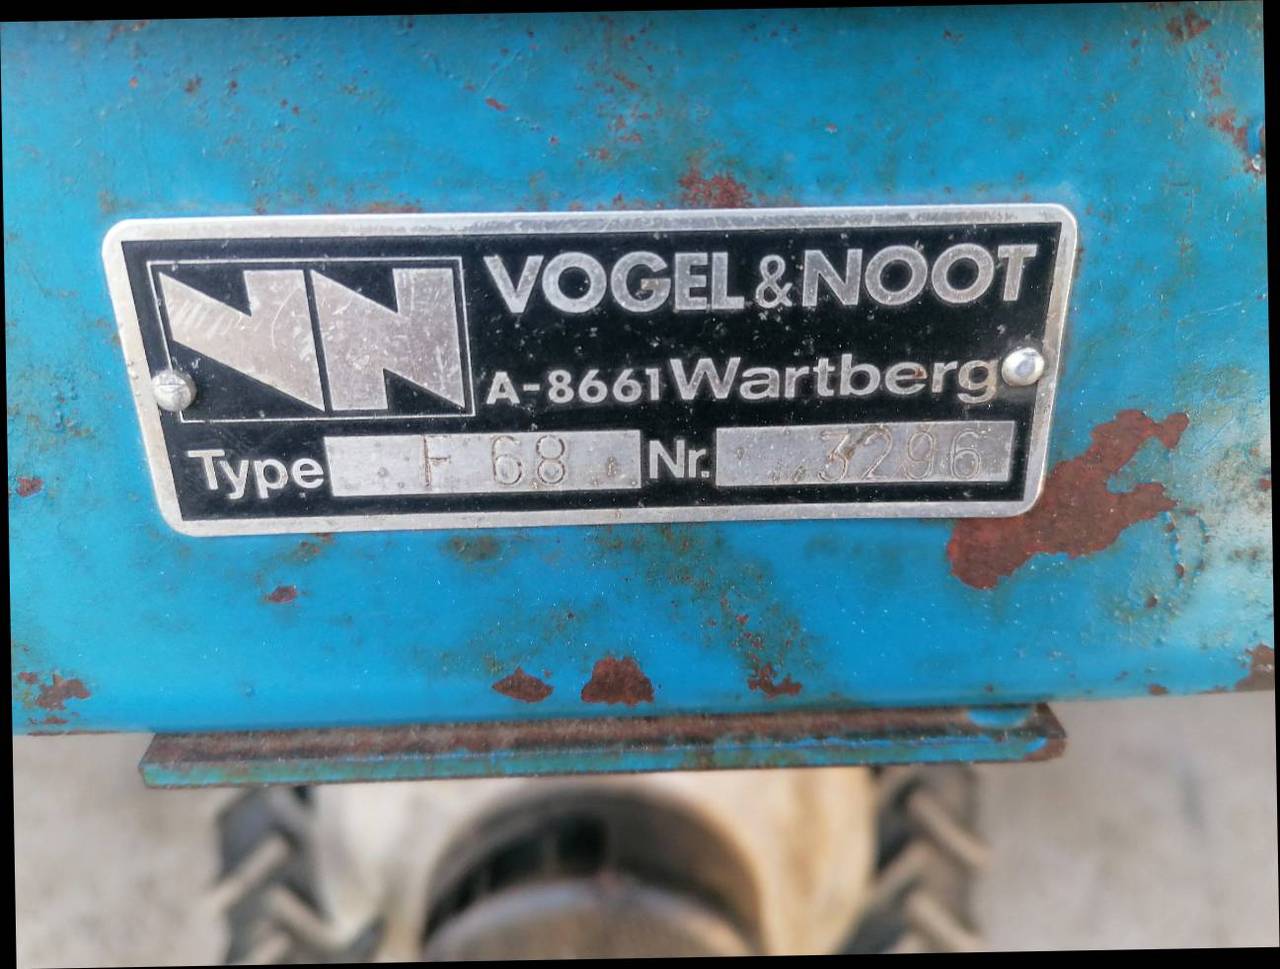 VN VOGEL&NOOT
A-8661 Wartberg
Type F 68 Nr. 3296